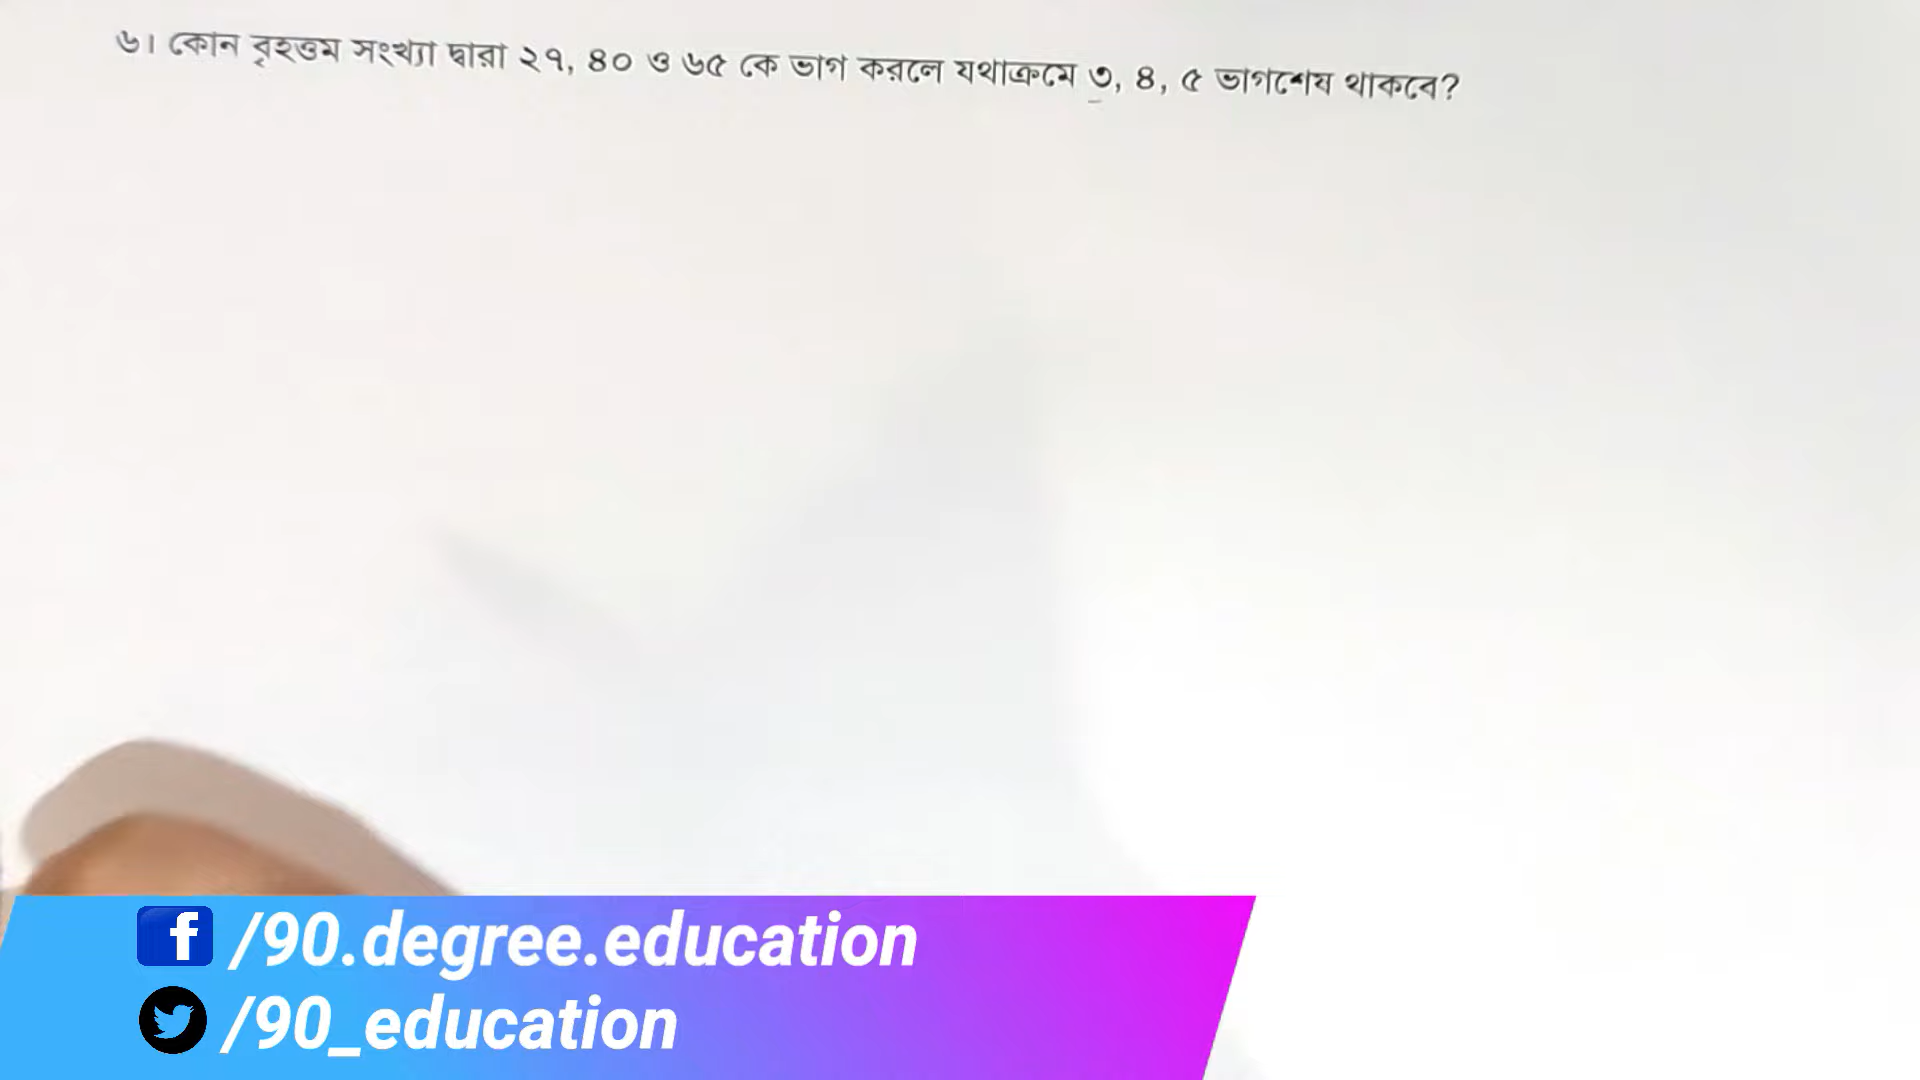 ৬। কোন বৃহত্তম সংখ্যা দ্বারা ২৭, ৪০ ও ৬৫ কে ভাগ করলে যথাক্রমে ৩, ৪, ৫ ভাগশেষ থাকবে?
f /90.degree.education
/90_education